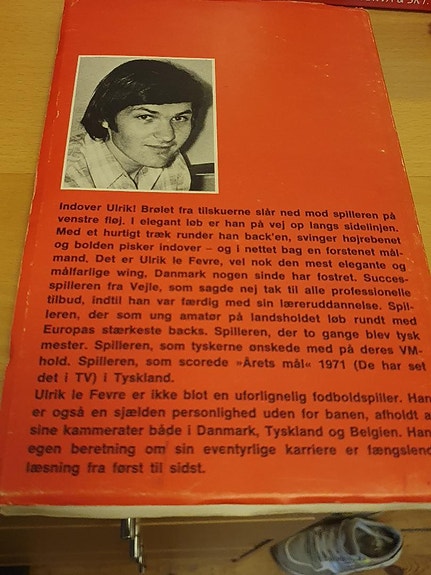 Indover Ulrik! Brølet fra tilskuerne slår ned mod spilleren på
venstre fløj. I elegant løb er han på vej op langs sidelinjen.
Med et hurtigt træk runder han back'en, svinger højrebenet
og bolden pisker indover – og i nettet bag en forstenet mål-
mand. Det er Ulrik le Fevre, vel nok den mest elegante og
målfarlige wing, Danmark nogen sinde har fostret. Succes-
spilleren fra Vejle, som sagde nej tak til alle professionelle
tilbud, indtil han var færdig med sin læreruddannelse. Spil-
leren, der som ung amatør på landsholdet løb rundt med
Europas stærkeste backs. Spilleren, der to gange blev tysk
mester. Spilleren, som tyskerne ønskede med på deres VM-
hold. Spilleren, som scorede »Årets mål« 1971 (De har set
det i TV) i Tyskland.
Ulrik le Fevre er ikke blot en uforlignelig fodboldspiller. Han
er også en sjælden personlighed uden for banen, afholdt a
sine kammerater både i Danmark, Tyskland og Belgien. Han
egen beretning om sin eventyrlige karriere er fængslend
læsning fra først til sidst.